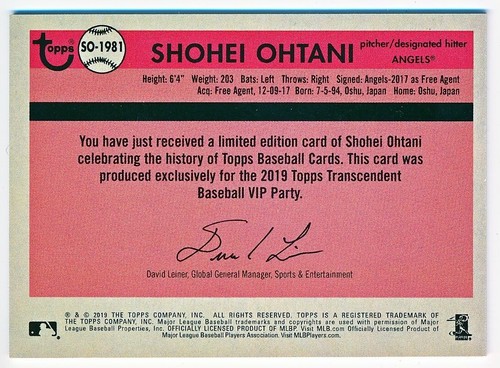 Topps
SO-1981
SHOHEI OHTANI
pitcher/designated hitter
ANGELS®
Height: 6'4" Weight: 203 Bats: Left Throws: Right Signed: Angels-2017 as Free Agent
Acq: Free Agent, 12-09-17 Born: 7-5-94, Oshu, Japan Home: Oshu, Japan
You have just received a limited edition card of Shohei Ohtani
celebrating the history of Topps Baseball Cards. This card was
produced exclusively for the 2019 Topps Transcendent
Baseball VIP Party.
David Leiner, Global General Manager, Sports & Entertainment
® & © 2019 THE TOPPS COMPANY, INC. ALL RIGHTS RESERVED. TOPPS IS A REGISTERED TRADEMARK OF
THE TOPPS COMPANY, INC. Major League Baseball trademarks and copyrights are used with permission of Major
League Baseball Properties, Inc. OFFICIALLY LICENSED PRODUCT OF MLBP. Visit MLB.com Officially Licensed Product of
Major League Baseball Players Association. Visit MLBPlayers.com